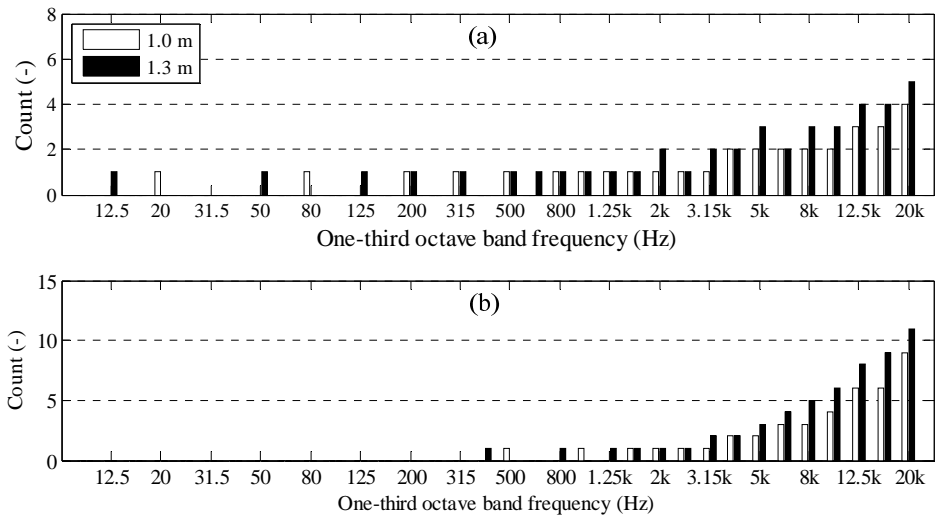 8
(a)
1.0 m
1.3 m
6
4
2
0
Count (-)
12.5 20 31.5 50 80 125 200 315 500 800 1.25k 2k 3.15k 5k 8k 12.5k 20k
One-third octave band frequency (Hz)
15
(b)
10
5
0
Count (-)
12.5 20 31.5 50 80 125 200 315 500 800 1.25k 2k 3.15k 5k 8k 12.5k 20k
One-third octave band frequency (Hz)